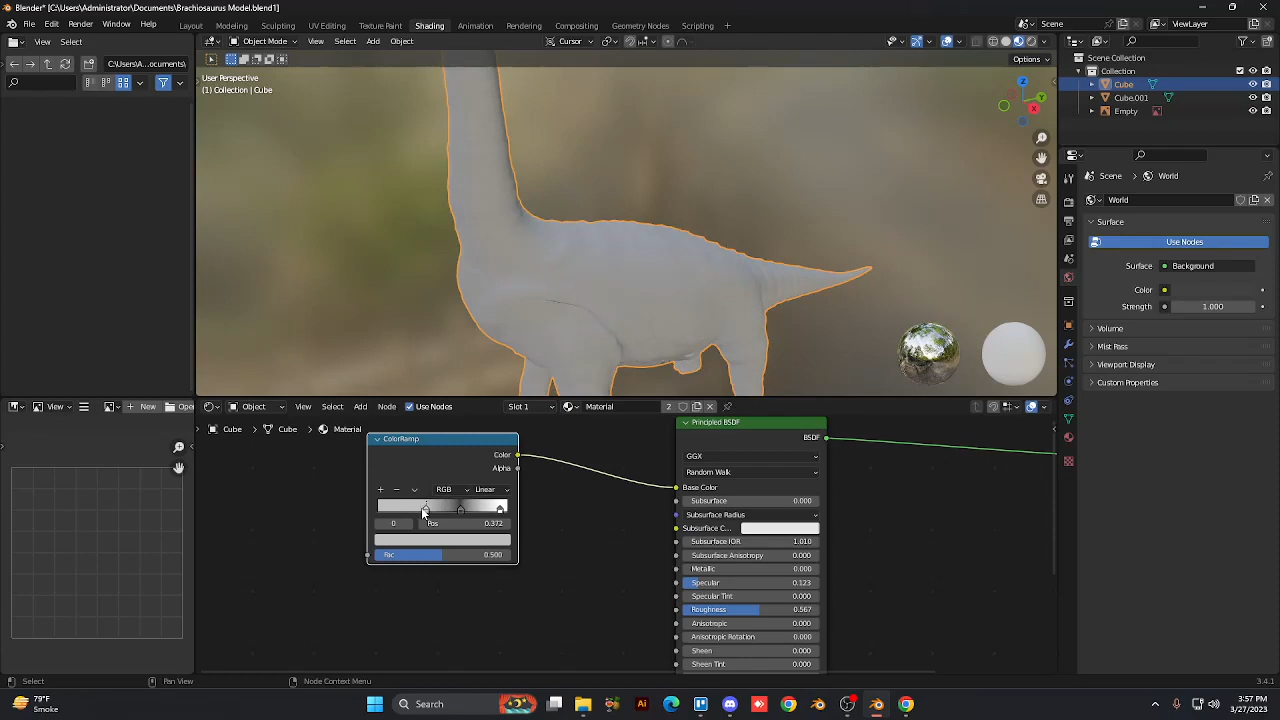 Blender* [C:\Users\Administrator\Documents\Brachiosaurus Model.blend1]
File Edit Render Window Help Layout Modeling Sculpting UV Editing Texture Paint Shading Animation Rendering Compositing Geometry Nodes Scripting + Scene ViewLayer
View Select Object Mode View Select Add Object Cursor
C:\Users\A...ocuments\
Options
User Perspective
(1) Collection | Cube
Z
Y
X
Scene Collection
Collection
Cube
Cube.001
Empty
Scene World
World
Surface
Use Nodes
Surface Background
Color
Strength 1.000
Volume
Mist Pass
Viewport Display
Custom Properties
View New Open
Object View Select Add Node Use Nodes Slot 1 Material 2
Cube Cube Material
ColorRamp
Color
Alpha
RGB Linear
0 Pos 0.372
Fac 0.500
Principled BSDF
BSDF
GGX
Random Walk
Base Color
Subsurface 0.000
Subsurface Radius
Subsurface C...
Subsurface IOR 1.010
Subsurface Anisotropy 0.000
Metallic 0.000
Specular 0.123
Specular Tint 0.000
Roughness 0.567
Anisotropic 0.000
Anisotropic Rotation 0.000
Sheen 0.000
Sheen Tint 0.000
Select Pan View Node Context Menu 3.4.1
79°F
Smoke
Search
3:57 PM
3/27/2023